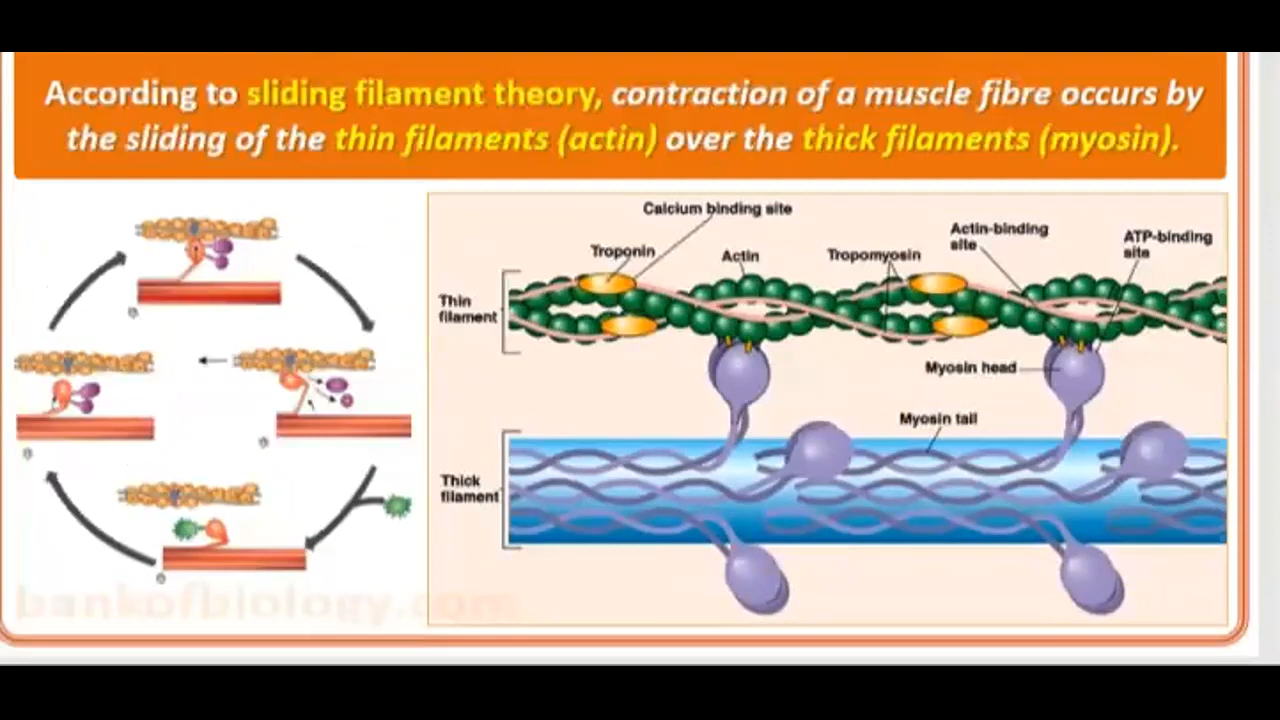 According to sliding filament theory, contraction of a muscle fibre occurs by
the sliding of the thin filaments (actin) over the thick filaments (myosin).
Calcium binding site
Troponin
Actin
Tropomyosin
Actin-binding
site
ATP-binding
site
Thin
filament
Myosin head
Myosin tail
Thick
filament
bankofbiology.com